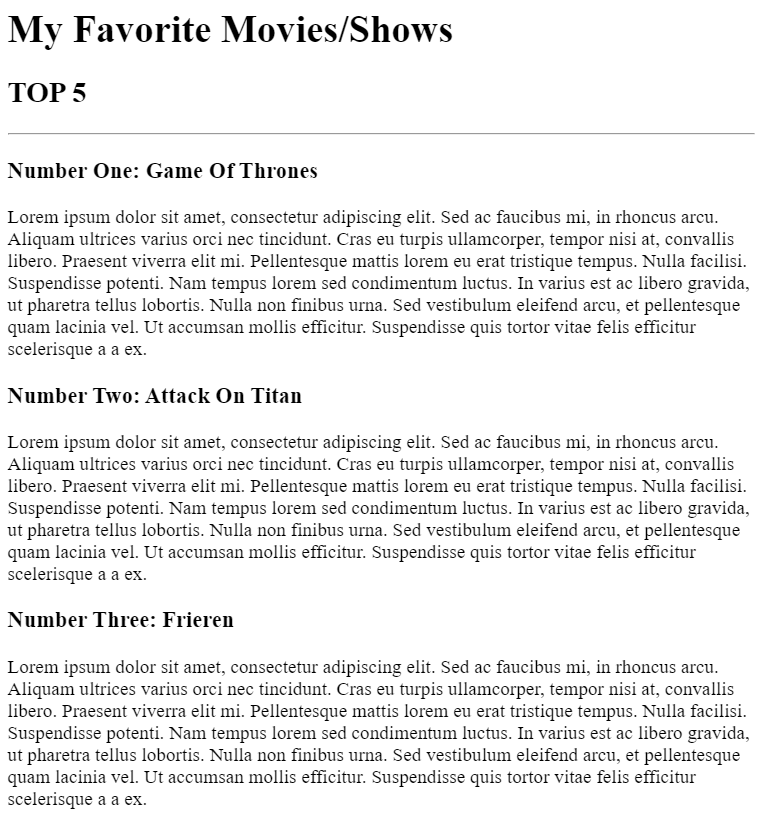 My Favorite Movies/Shows
TOP 5
Number One: Game Of Thrones
Lorem ipsum dolor sit amet, consectetur adipiscing elit. Sed ac faucibus mi, in rhoncus arcu.
Aliquam ultrices varius orci nec tincidunt. Cras eu turpis ullamcorper, tempor nisi at, convallis
libero. Praesent viverra elit mi. Pellentesque mattis lorem eu erat tristique tempus. Nulla facilisi.
Suspendisse potenti. Nam tempus lorem sed condimentum luctus. In varius est ac libero gravida,
ut pharetra tellus lobortis. Nulla non finibus urna. Sed vestibulum eleifend arcu, et pellentesque
quam lacinia vel. Ut accumsan mollis efficitur. Suspendisse quis tortor vitae felis efficitur
scelerisque a a ex.
Number Two: Attack On Titan
Lorem ipsum dolor sit amet, consectetur adipiscing elit. Sed ac faucibus mi, in rhoncus arcu.
Aliquam ultrices varius orci nec tincidunt. Cras eu turpis ullamcorper, tempor nisi at, convallis
libero. Praesent viverra elit mi. Pellentesque mattis lorem eu erat tristique tempus. Nulla facilisi.
Suspendisse potenti. Nam tempus lorem sed condimentum luctus. In varius est ac libero gravida,
ut pharetra tellus lobortis. Nulla non finibus urna. Sed vestibulum eleifend arcu, et pellentesque
quam lacinia vel. Ut accumsan mollis efficitur. Suspendisse quis tortor vitae felis efficitur
scelerisque a a ex.
Number Three: Frieren
Lorem ipsum dolor sit amet, consectetur adipiscing elit. Sed ac faucibus mi, in rhoncus arcu.
Aliquam ultrices varius orci nec tincidunt. Cras eu turpis ullamcorper, tempor nisi at, convallis
libero. Praesent viverra elit mi. Pellentesque mattis lorem eu erat tristique tempus. Nulla facilisi.
Suspendisse potenti. Nam tempus lorem sed condimentum luctus. In varius est ac libero gravida,
ut pharetra tellus lobortis. Nulla non finibus urna. Sed vestibulum eleifend arcu, et pellentesque
quam lacinia vel. Ut accumsan mollis efficitur. Suspendisse quis tortor vitae felis efficitur
scelerisque a a ex.